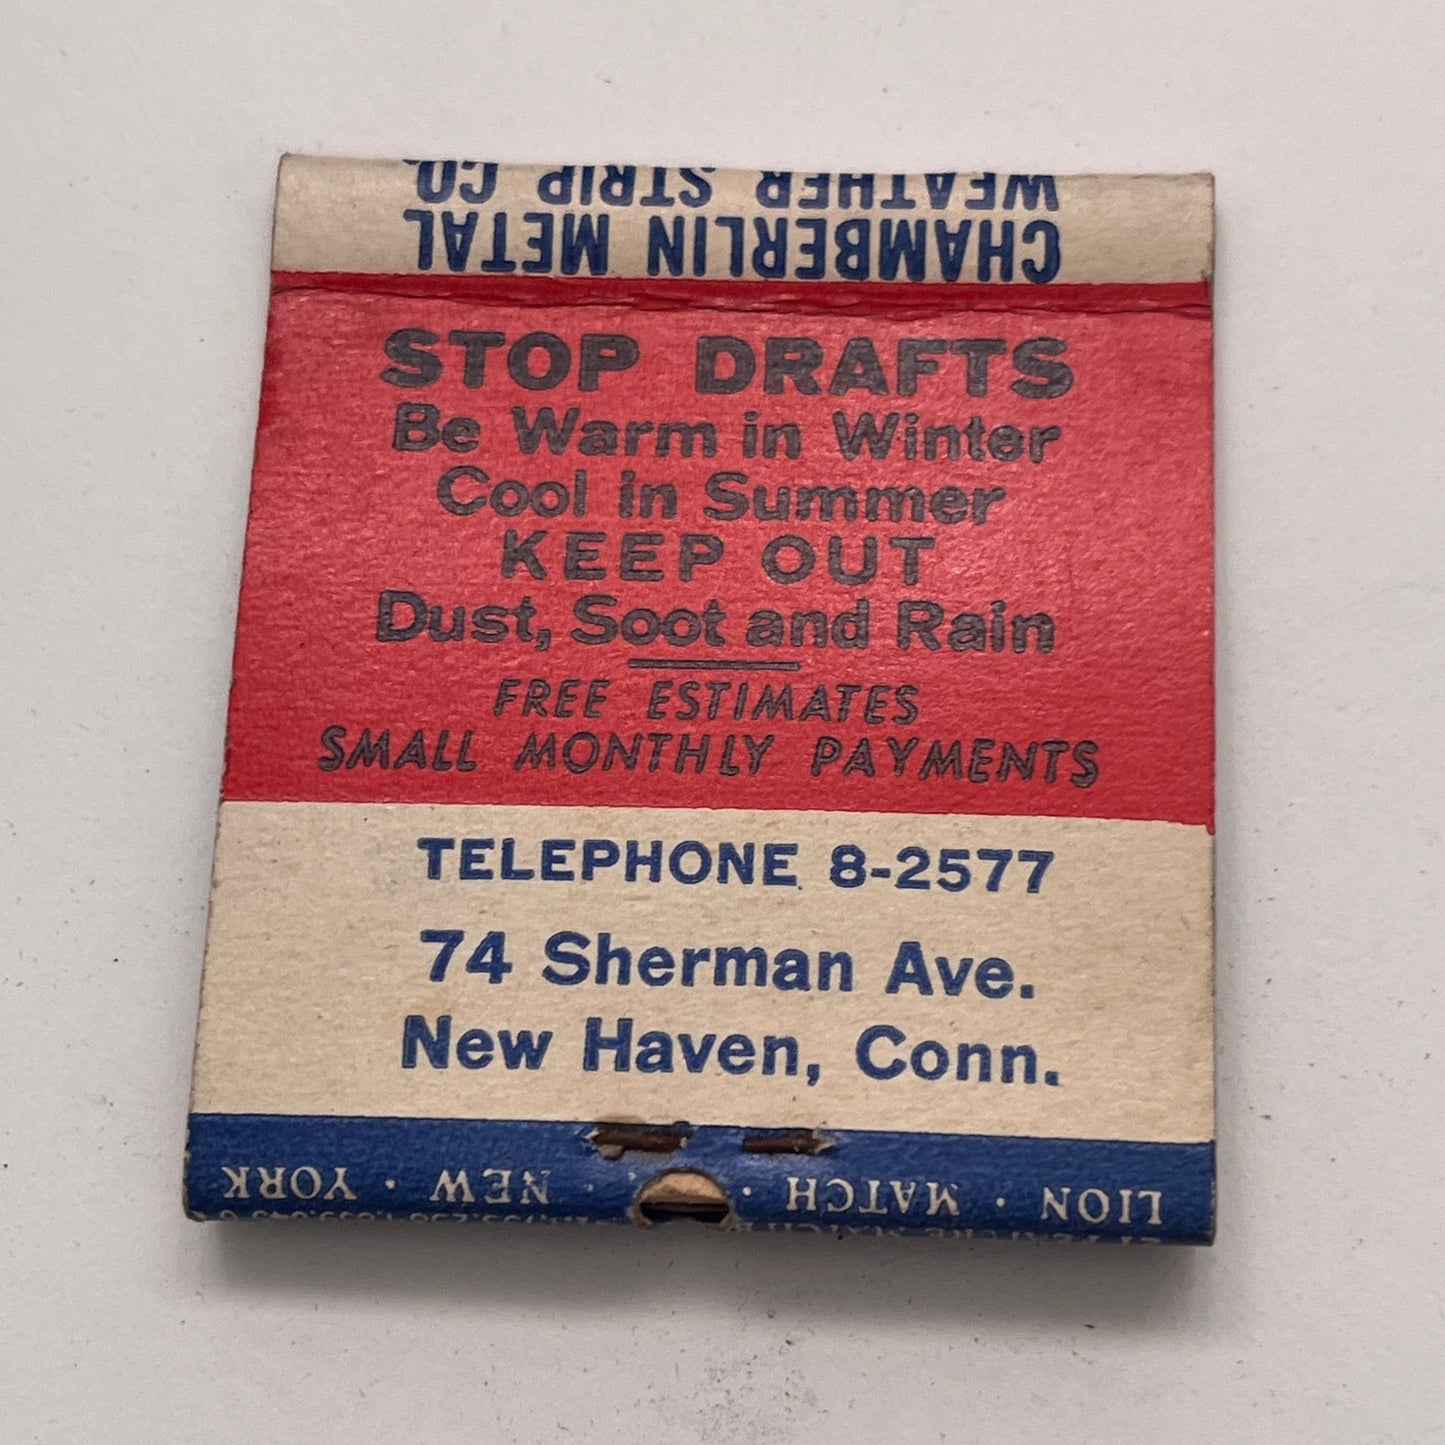 CHAMBERLIN METAL
WEATHER STRIP CO.
STOP DRAFTS
Be Warm in Winter
Cool in Summer
KEEP OUT
Dust, Soot and Rain
FREE ESTIMATES
SMALL MONTHLY PAYMENTS
TELEPHONE 8-2577
74 Sherman Ave.
New Haven, Conn.
LION · MATCH · · NEW · YORK